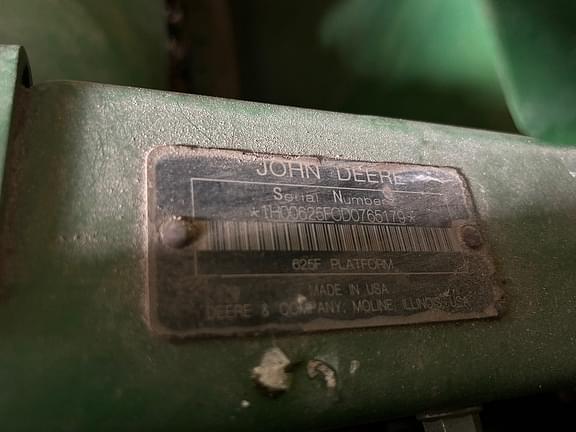 JOHN DEERE
Serial Number
*1H00625FCD0765179*
625F PLATFORM
MADE IN USA
DEERE & COMPANY, MOLINE, ILLINOIS, USA